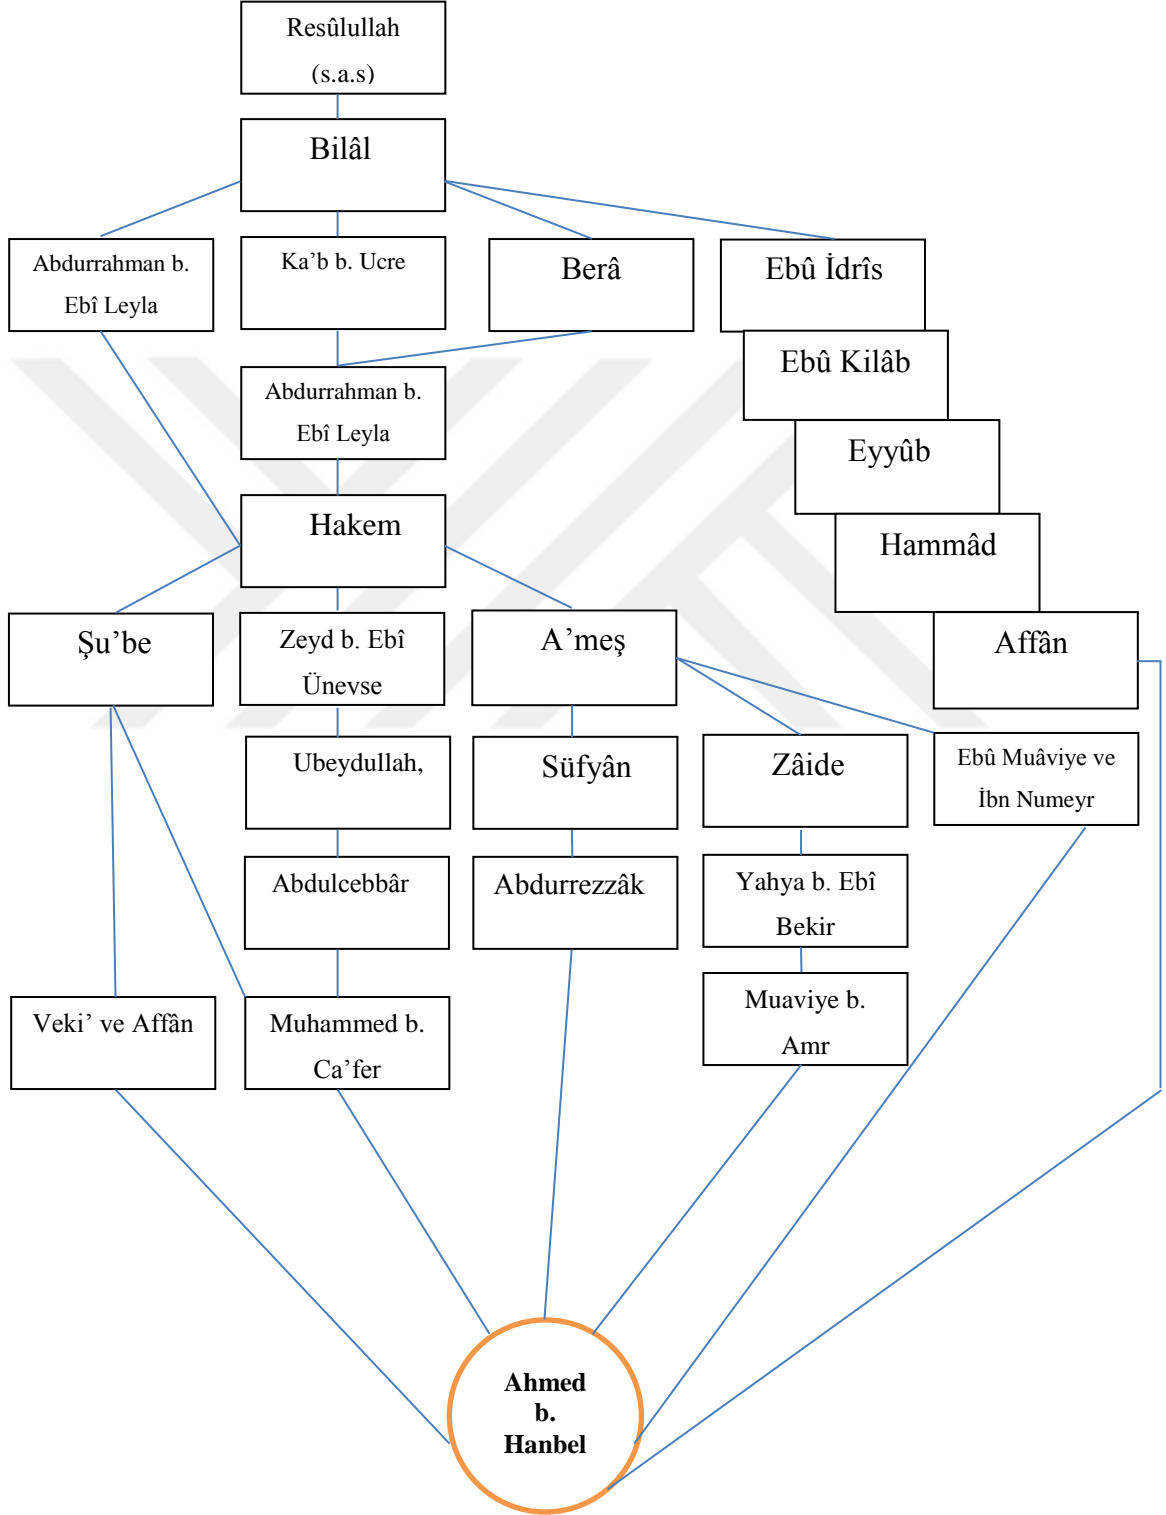 Resûlullah
(s.a.s)
Bilâl
Abdurrahman b.
Ebî Leyla
Ka’b b. Ucre
Berâ
Ebû İdrîs
Ebû Kilâb
Abdurrahman b.
Ebî Leyla
Eyyûb
Hakem
Hammâd
Şu’be
Zeyd b. Ebî
Ünevse
A’meş
Affân
Ubeydullah,
Süfyân
Zâide
Ebû Muâviye ve
İbn Numeyr
Abdulcebbâr
Abdurrezzâk
Yahya b. Ebî
Bekir
Veki’ ve Affân
Muhammed b.
Ca’fer
Muaviye b.
Amr
Ahmed
b.
Hanbel